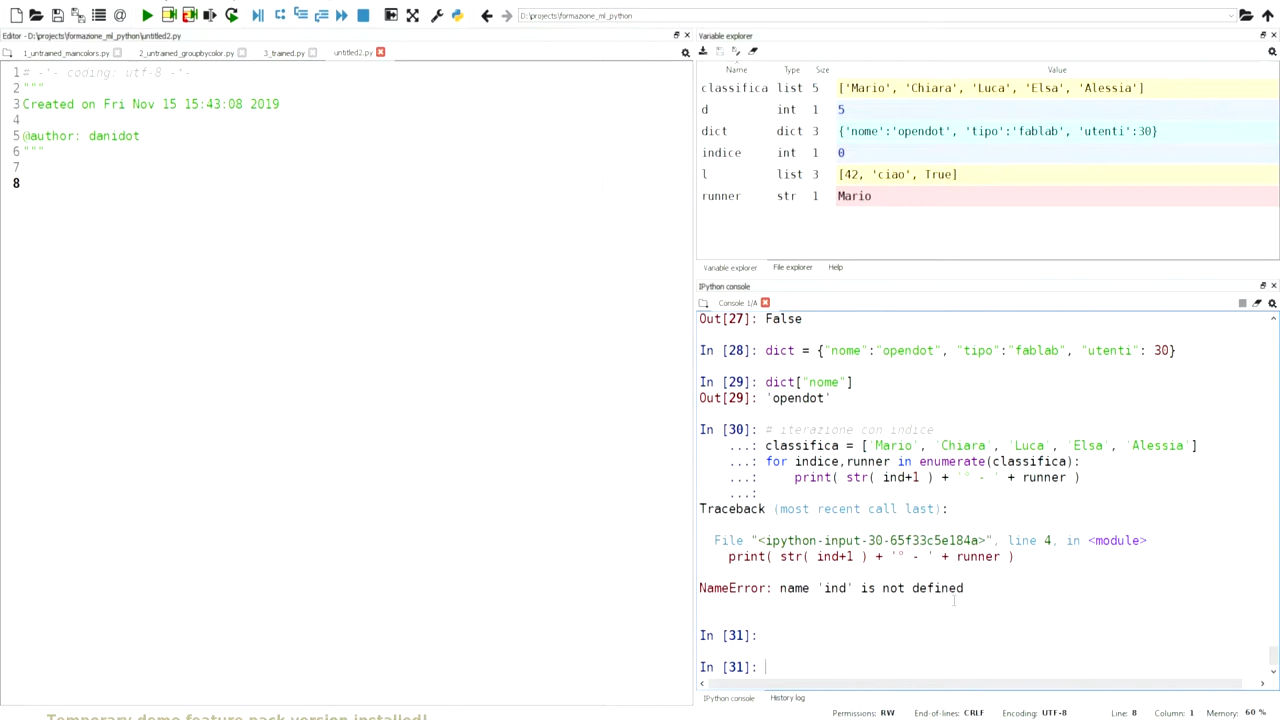 D:\projects\formazione_ml_python
Editor - D:\projects\formazione_ml_python\untitled2.py
1_untrained_maincolors.py
2_untrained_groupbycolor.py
3_trained.py
untitled2.py
1 # -*- coding: utf-8 -*-
2 """
3 Created on Fri Nov 15 15:43:08 2019
4
5 @author: danidot
6 """
7
8
Variable explorer
Name Type Size Value
classifica list 5 ['Mario', 'Chiara', 'Luca', 'Elsa', 'Alessia']
d int 1 5
dict dict 3 {'nome':'opendot', 'tipo':'fablab', 'utenti':30}
indice int 1 0
l list 3 [42, 'ciao', True]
runner str 1 Mario
Variable explorer File explorer Help
IPython console
Console 1/A
Out[27]: False
In [28]: dict = {"nome":"opendot", "tipo":"fablab", "utenti": 30}
In [29]: dict["nome"]
Out[29]: 'opendot'
In [30]: # iterazione con indice
...: classifica = ['Mario', 'Chiara', 'Luca', 'Elsa', 'Alessia']
...: for indice,runner in enumerate(classifica):
...: print( str( ind+1 ) + '° - ' + runner )
...:
Traceback (most recent call last):
File "<ipython-input-30-65f33c5e184a>", line 4, in <module>
print( str( ind+1 ) + '° - ' + runner )
NameError: name 'ind' is not defined
In [31]:
In [31]:
IPython console History log
Temporary demo feature pack version installed!
Permissions: RW End-of-lines: CRLF Encoding: UTF-8 Line: 8 Column: 1 Memory: 60 %